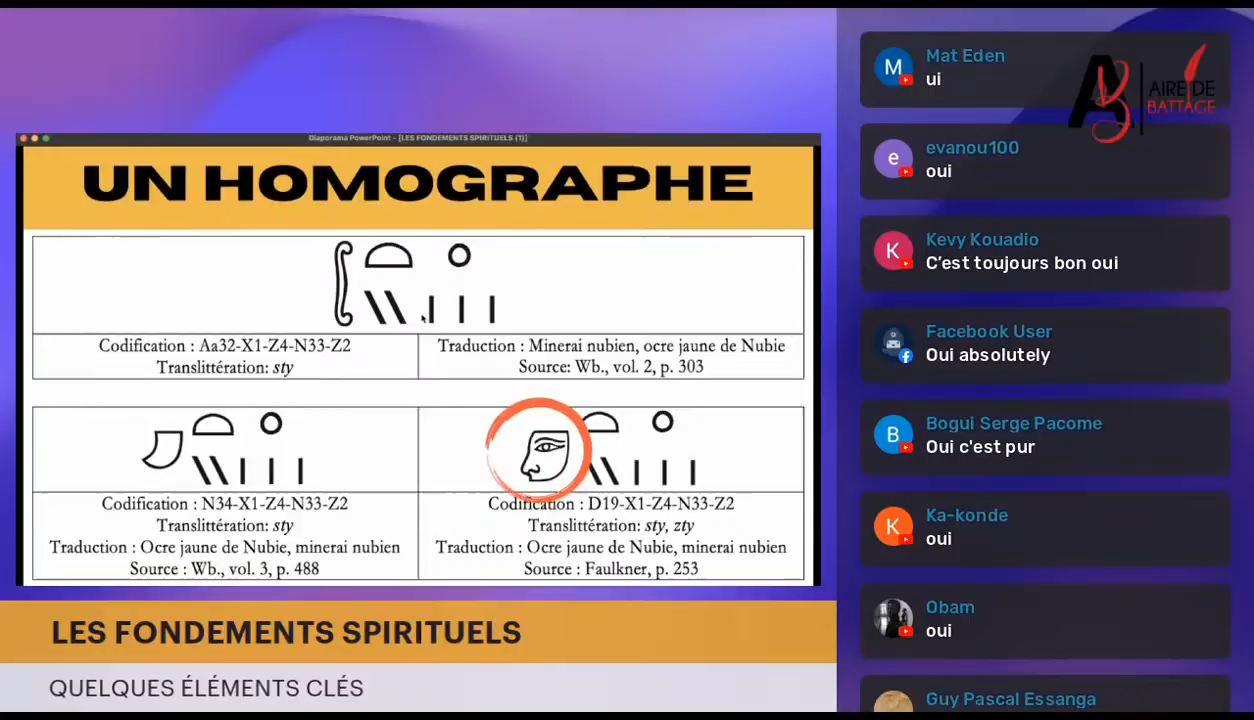 Diaporama PowerPoint - [LES FONDEMENTS SPIRITUELS (1)]
UN HOMOGRAPHE
Codification : Aa32-X1-Z4-N33-Z2
Translittération: sty
Traduction : Minerai nubien, ocre jaune de Nubie
Source: Wb., vol. 2, p. 303
Codification : N34-X1-Z4-N33-Z2
Translittération: sty
Traduction : Ocre jaune de Nubie, minerai nubien
Source : Wb., vol. 3, p. 488
Codification : D19-X1-Z4-N33-Z2
Translittération: sty, zty
Traduction : Ocre jaune de Nubie, minerai nubien
Source : Faulkner, p. 253
LES FONDEMENTS SPIRITUELS
QUELQUES ÉLÉMENTS CLÉS
AB
AIRE DE
BATTAGE
M
Mat Eden
ui
e
evanou100
oui
K
Kevy Kouadio
C'est toujours bon oui
Facebook User
Oui absolutely
B
Bogui Serge Pacome
Oui c'est pur
K
Ka-konde
oui
Obam
oui
Guy Pascal Essanga